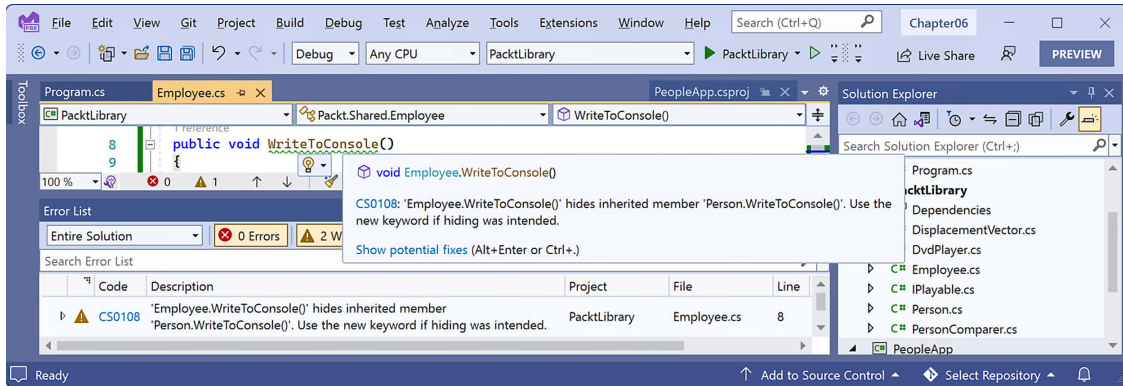 File Edit View Git Project Build Debug Test Analyze Tools Extensions Window Help Search (Ctrl+Q) Chapter06
Debug Any CPU PacktLibrary PacktLibrary Live Share PREVIEW
Toolbox
Program.cs Employee.cs PeopleApp.csproj Solution Explorer
C# PacktLibrary Packt.Shared.Employee WriteToConsole()
Search Solution Explorer (Ctrl+;)
1 reference
8 public void WriteToConsole()
9 {
100 % 0 1
void Employee.WriteToConsole()
CS0108: 'Employee.WriteToConsole()' hides inherited member 'Person.WriteToConsole()'. Use the
new keyword if hiding was intended.
Show potential fixes (Alt+Enter or Ctrl+.)
Error List
Entire Solution 0 Errors 2 W
Search Error List
Code Description Project File Line
CS0108 'Employee.WriteToConsole()' hides inherited member
'Person.WriteToConsole()'. Use the new keyword if hiding was intended. PacktLibrary Employee.cs 8
Program.cs
cktLibrary
Dependencies
DisplacementVector.cs
DvdPlayer.cs
C# Employee.cs
C# IPlayable.cs
C# Person.cs
C# PersonComparer.cs
C# PeopleApp
Ready Add to Source Control Select Repository